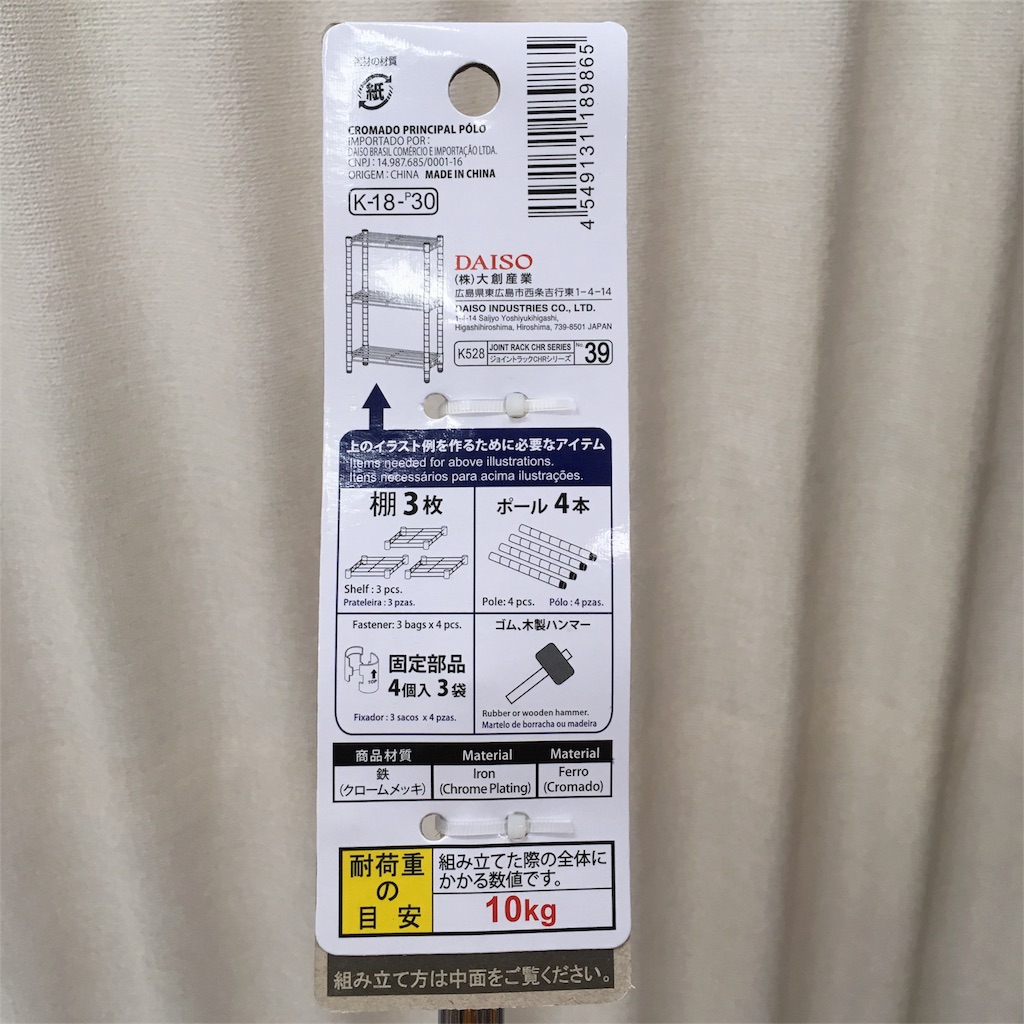 台材の材質
紙
CROMADO PRINCIPAL PÓLO
IMPORTADO POR :
DAISO BRASIL COMÉRCIO E IMPORTAÇÃO LTDA.
CNPJ : 14.987.685/0001-16
ORIGEM : CHINA MADE IN CHINA
K-18-P30
4 549131 189865
DAISO
(株)大創産業
広島県東広島市西条吉行東1-4-14
DAISO INDUSTRIES CO., LTD.
1-4-14 Saijyo Yoshiyukihigashi,
Higashihiroshima, Hiroshima, 739-8501 JAPAN
K528 JOINT RACK CHR SERIES No 39
ジョイントラックCHRシリーズ
上のイラスト例を作るために必要なアイテム
Items needed for above illustrations.
Itens necessários para acima ilustrações.
棚 3枚
Shelf : 3 pcs.
Prateleira : 3 pzas.
ポール 4本
Pole: 4 pcs. Pólo : 4 pzas.
Fastener: 3 bags x 4 pcs.
TOP
固定部品
4個入 3袋
Fixador : 3 sacos x 4 pzas.
ゴム、木製ハンマー
Rubber or wooden hammer.
Martelo de borracha ou madeira
商品材質 Material Material
鉄 Iron Ferro
(クロームメッキ) (Chrome Plating) (Cromado)
耐荷重
の
目安
組み立てた際の全体に
かかる数値です。
10kg
組み立て方は中面をご覧ください。